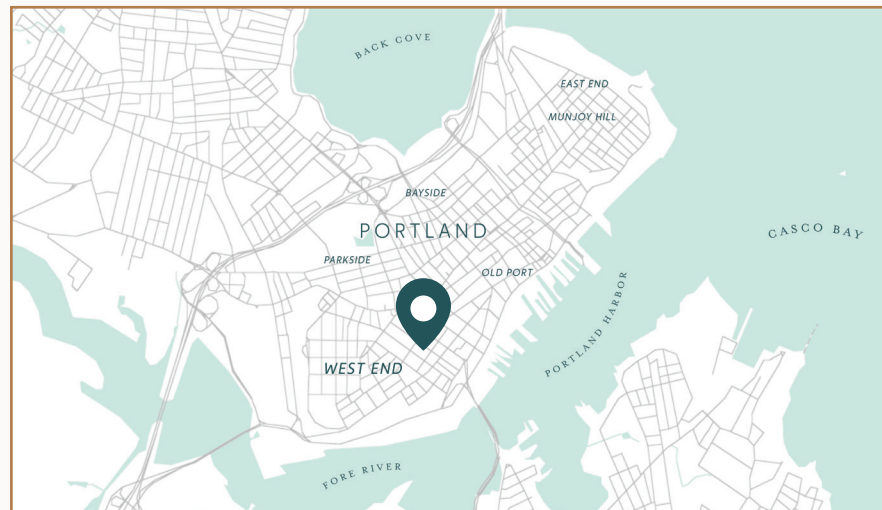 BACK COVE
EAST END
MUNJOY HILL
BAYSIDE
PORTLAND
CASCO BAY
PARKSIDE
OLD PORT
PORTLAND HARBOR
WEST END
FORE RIVER